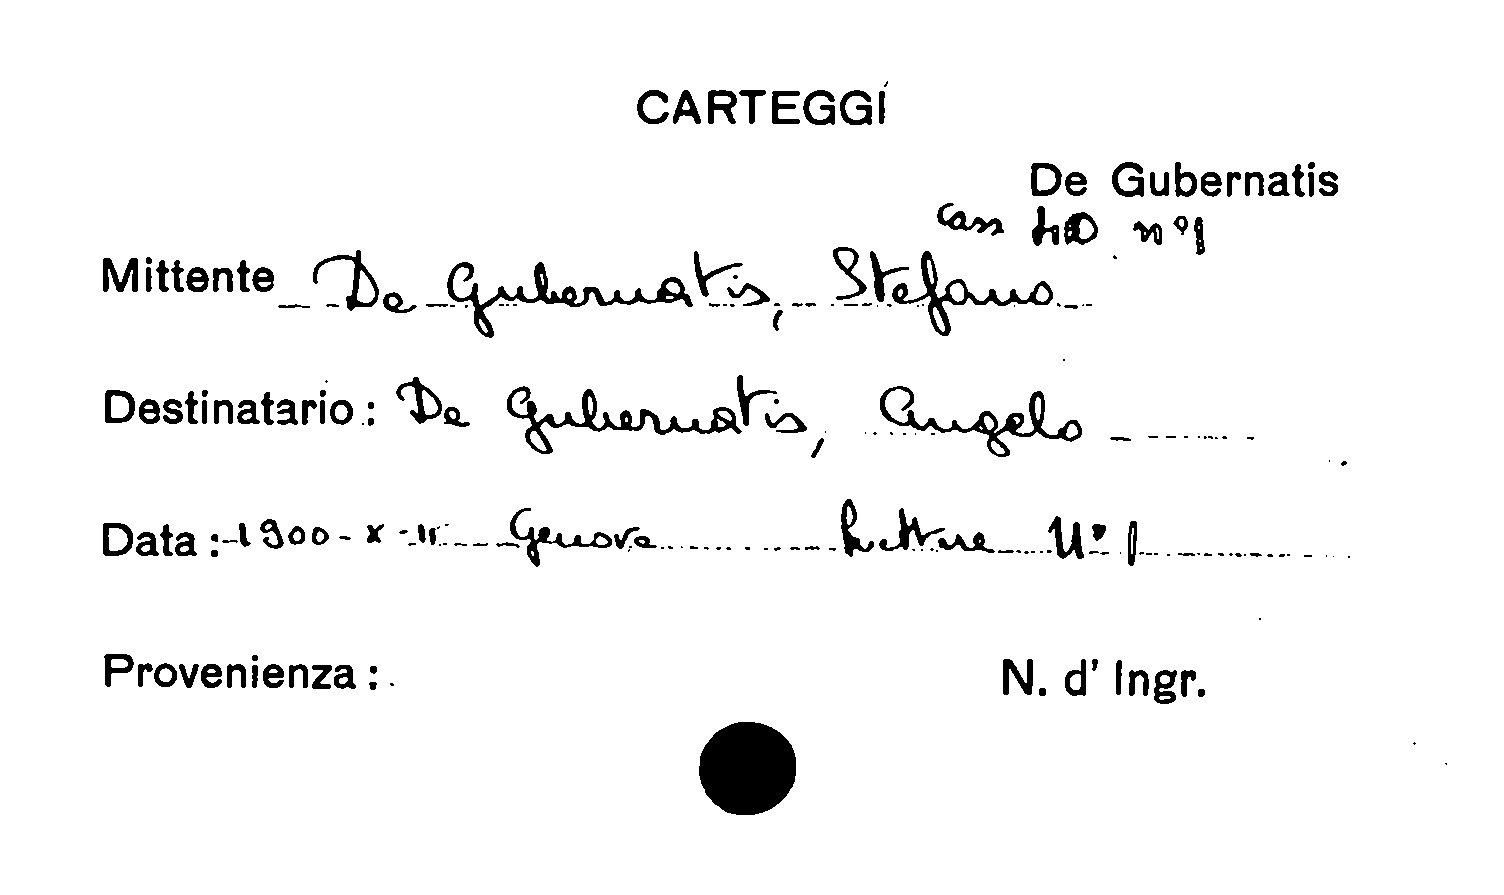 CARTEGGI
De Gubernatis
Cass n° 1
Mittente De Gubernatis, Stefano
Destinatario: De Gubernatis, Angelo
Data: 1900-X-11 Genova Lettere N° 1
Provenienza: N. d' Ingr.